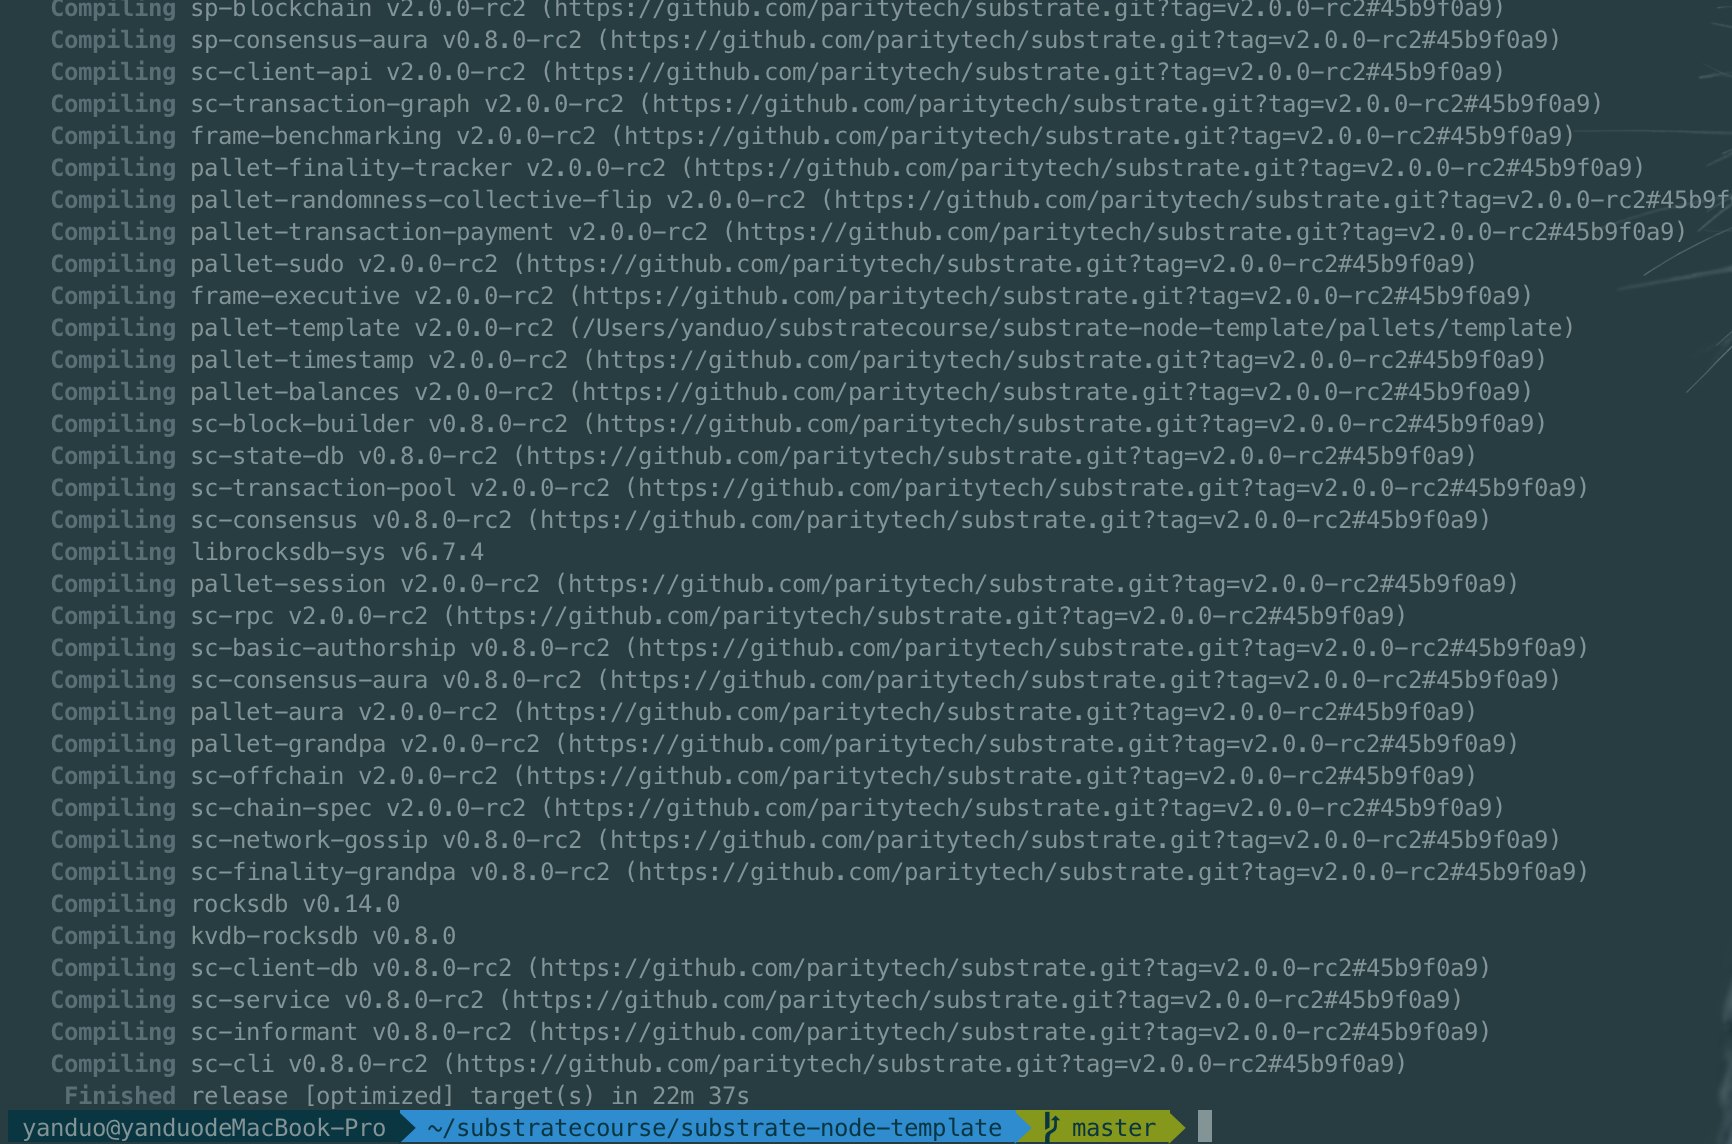 Compiling sp-blockchain v2.0.0-rc2 (https://github.com/paritytech/substrate.git?tag=v2.0.0-rc2#45b9f0a9)
Compiling sp-consensus-aura v0.8.0-rc2 (https://github.com/paritytech/substrate.git?tag=v2.0.0-rc2#45b9f0a9)
Compiling sc-client-api v2.0.0-rc2 (https://github.com/paritytech/substrate.git?tag=v2.0.0-rc2#45b9f0a9)
Compiling sc-transaction-graph v2.0.0-rc2 (https://github.com/paritytech/substrate.git?tag=v2.0.0-rc2#45b9f0a9)
Compiling frame-benchmarking v2.0.0-rc2 (https://github.com/paritytech/substrate.git?tag=v2.0.0-rc2#45b9f0a9)
Compiling pallet-finality-tracker v2.0.0-rc2 (https://github.com/paritytech/substrate.git?tag=v2.0.0-rc2#45b9f0a9)
Compiling pallet-randomness-collective-flip v2.0.0-rc2 (https://github.com/paritytech/substrate.git?tag=v2.0.0-rc2#45b9f
Compiling pallet-transaction-payment v2.0.0-rc2 (https://github.com/paritytech/substrate.git?tag=v2.0.0-rc2#45b9f0a9)
Compiling pallet-sudo v2.0.0-rc2 (https://github.com/paritytech/substrate.git?tag=v2.0.0-rc2#45b9f0a9)
Compiling frame-executive v2.0.0-rc2 (https://github.com/paritytech/substrate.git?tag=v2.0.0-rc2#45b9f0a9)
Compiling pallet-template v2.0.0-rc2 (/Users/yanduo/substratecourse/substrate-node-template/pallets/template)
Compiling pallet-timestamp v2.0.0-rc2 (https://github.com/paritytech/substrate.git?tag=v2.0.0-rc2#45b9f0a9)
Compiling pallet-balances v2.0.0-rc2 (https://github.com/paritytech/substrate.git?tag=v2.0.0-rc2#45b9f0a9)
Compiling sc-block-builder v0.8.0-rc2 (https://github.com/paritytech/substrate.git?tag=v2.0.0-rc2#45b9f0a9)
Compiling sc-state-db v0.8.0-rc2 (https://github.com/paritytech/substrate.git?tag=v2.0.0-rc2#45b9f0a9)
Compiling sc-transaction-pool v2.0.0-rc2 (https://github.com/paritytech/substrate.git?tag=v2.0.0-rc2#45b9f0a9)
Compiling sc-consensus v0.8.0-rc2 (https://github.com/paritytech/substrate.git?tag=v2.0.0-rc2#45b9f0a9)
Compiling librocksdb-sys v6.7.4
Compiling pallet-session v2.0.0-rc2 (https://github.com/paritytech/substrate.git?tag=v2.0.0-rc2#45b9f0a9)
Compiling sc-rpc v2.0.0-rc2 (https://github.com/paritytech/substrate.git?tag=v2.0.0-rc2#45b9f0a9)
Compiling sc-basic-authorship v0.8.0-rc2 (https://github.com/paritytech/substrate.git?tag=v2.0.0-rc2#45b9f0a9)
Compiling sc-consensus-aura v0.8.0-rc2 (https://github.com/paritytech/substrate.git?tag=v2.0.0-rc2#45b9f0a9)
Compiling pallet-aura v2.0.0-rc2 (https://github.com/paritytech/substrate.git?tag=v2.0.0-rc2#45b9f0a9)
Compiling pallet-grandpa v2.0.0-rc2 (https://github.com/paritytech/substrate.git?tag=v2.0.0-rc2#45b9f0a9)
Compiling sc-offchain v2.0.0-rc2 (https://github.com/paritytech/substrate.git?tag=v2.0.0-rc2#45b9f0a9)
Compiling sc-chain-spec v2.0.0-rc2 (https://github.com/paritytech/substrate.git?tag=v2.0.0-rc2#45b9f0a9)
Compiling sc-network-gossip v0.8.0-rc2 (https://github.com/paritytech/substrate.git?tag=v2.0.0-rc2#45b9f0a9)
Compiling sc-finality-grandpa v0.8.0-rc2 (https://github.com/paritytech/substrate.git?tag=v2.0.0-rc2#45b9f0a9)
Compiling rocksdb v0.14.0
Compiling kvdb-rocksdb v0.8.0
Compiling sc-client-db v0.8.0-rc2 (https://github.com/paritytech/substrate.git?tag=v2.0.0-rc2#45b9f0a9)
Compiling sc-service v0.8.0-rc2 (https://github.com/paritytech/substrate.git?tag=v2.0.0-rc2#45b9f0a9)
Compiling sc-informant v0.8.0-rc2 (https://github.com/paritytech/substrate.git?tag=v2.0.0-rc2#45b9f0a9)
Compiling sc-cli v0.8.0-rc2 (https://github.com/paritytech/substrate.git?tag=v2.0.0-rc2#45b9f0a9)
Finished release [optimized] target(s) in 22m 37s
yanduo@yanduodeMacBook-Pro ~/substratecourse/substrate-node-template master